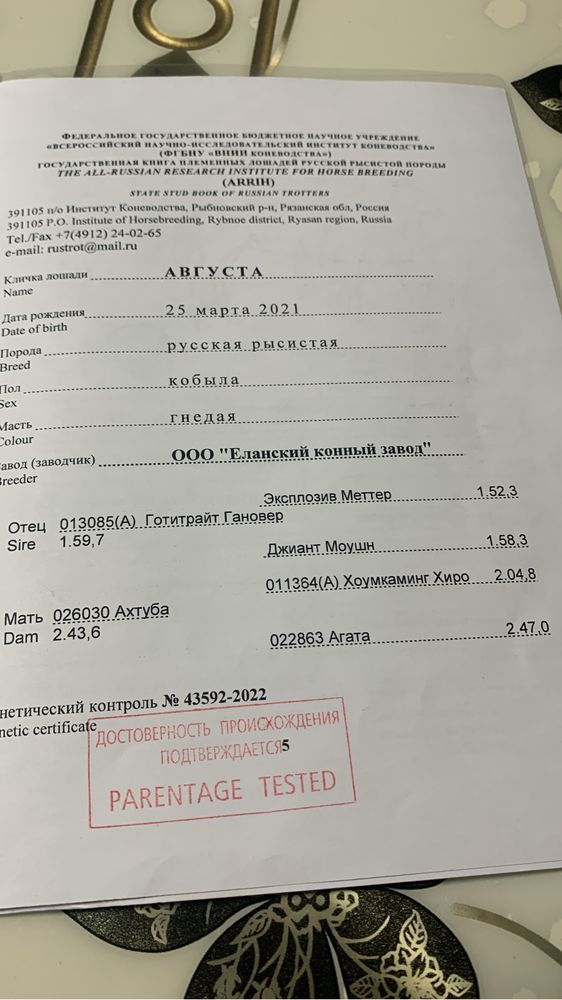 ФЕДЕРАЛЬНОЕ ГОСУДАРСТВЕННОЕ БЮДЖЕТНОЕ НАУЧНОЕ УЧРЕЖДЕНИЕ
«ВСЕРОССИЙСКИЙ НАУЧНО-ИССЛЕДОВАТЕЛЬСКИЙ ИНСТИТУТ КОНЕВОДСТВА»
(ФГБНУ «ВНИИ КОНЕВОДСТВА»)
ГОСУДАРСТВЕННАЯ КНИГА ПЛЕМЕННЫХ ЛОШАДЕЙ РУССКОЙ РЫСИСТОЙ ПОРОДЫ
THE ALL-RUSSIAN RESEARCH INSTITUTE FOR HORSE BREEDING
(ARRIH)
STATE STUD BOOK OF RUSSIAN TROTTERS
391105 п/о Институт Коневодства, Рыбновский р-н, Рязанская обл, Россия
391105 P.O. Institute of Horsebreeding, Rybnoe district, Ryasan region, Russia
Tel./Fax +7(4912) 24-02-65
e-mail: rustrot@mail.ru
Кличка лошади АВГУСТА
Name
Дата рождения 25 марта 2021
Date of birth
Порода русская рысистая
Breed
Пол кобыла
Sex
Масть гнедая
Colour
завод (заводчик) ООО "Еланский конный завод"
Breeder
Эксплозив Меттер 1.52,3
Отец 013085(А) Готитрайт Гановер
Sire 1.59,7
Джиант Моушн 1.58,3
011364(А) Хоумкаминг Хиро 2.04,8
Мать 026030 Ахтуба
Dam 2.43,6
022863 Агата 2.47,0
нетический контроль № 43592-2022
netic certificate
ДОСТОВЕРНОСТЬ ПРОИСХОЖДЕНИЯ
ПОДТВЕРЖДАЕТСЯ5
PARENTAGE TESTED